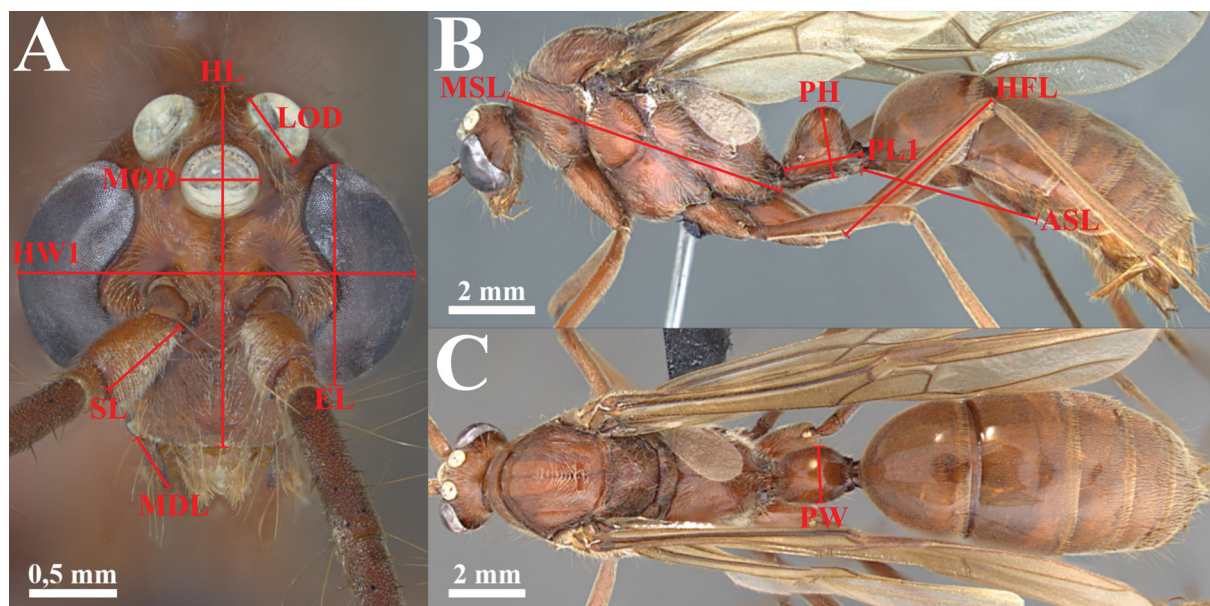 A
HL
LOD
MOD
HW1
SL
EL
MDL
0,5 mm
B
MSL
PH
HFL
PL1
ASL
2 mm
C
PW
2 mm